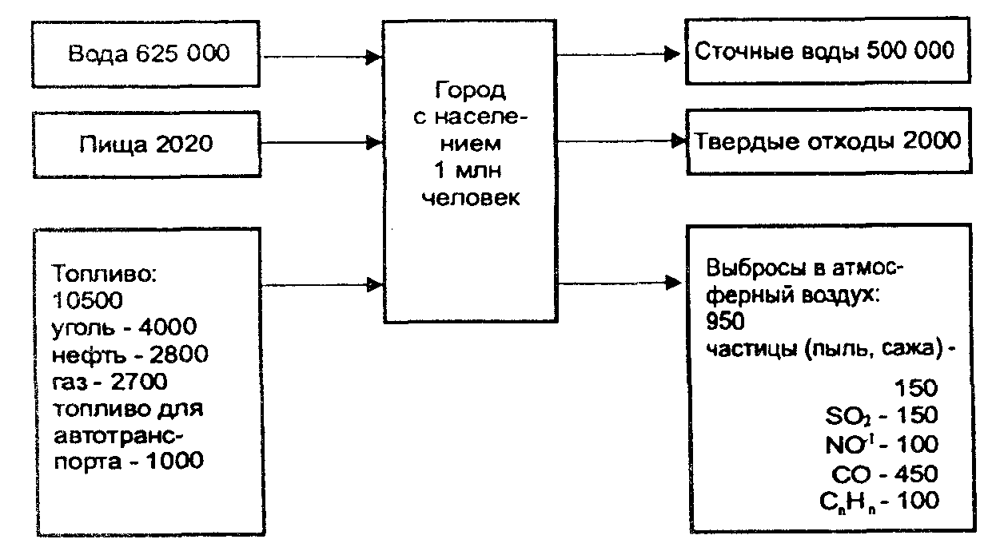 Вода 625 000
Пища 2020
Топливо:
10500
уголь - 4000
нефть - 2800
газ - 2700
топливо для
автотранс-
порта - 1000
Город
с населе-
нием
1 млн
человек
Сточные воды 500 000
Твердые отходы 2000
Выбросы в атмос-
ферный воздух:
950
частицы (пыль, сажа) -
150
SO₂ - 150
NO⁻¹ - 100
CO - 450
CₙHₙ - 100